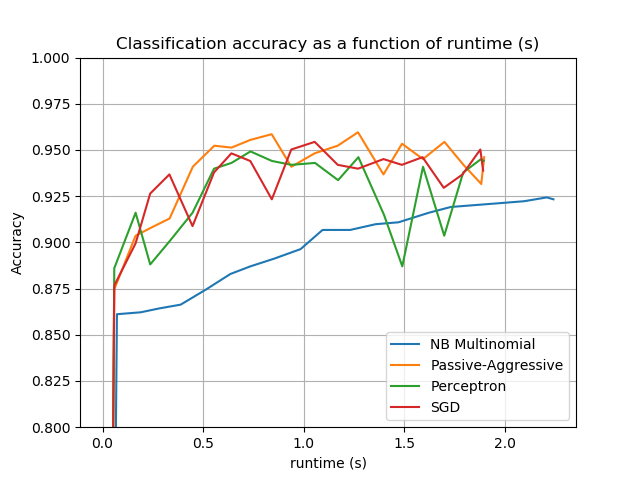 Classification accuracy as a function of runtime (s)
1.000
0.975
0.950
0.925
0.900
0.875
0.850
0.825
0.800
Accuracy
NB Multinomial
Passive-Aggressive
Perceptron
SGD
0.0 0.5 1.0 1.5 2.0
runtime (s)